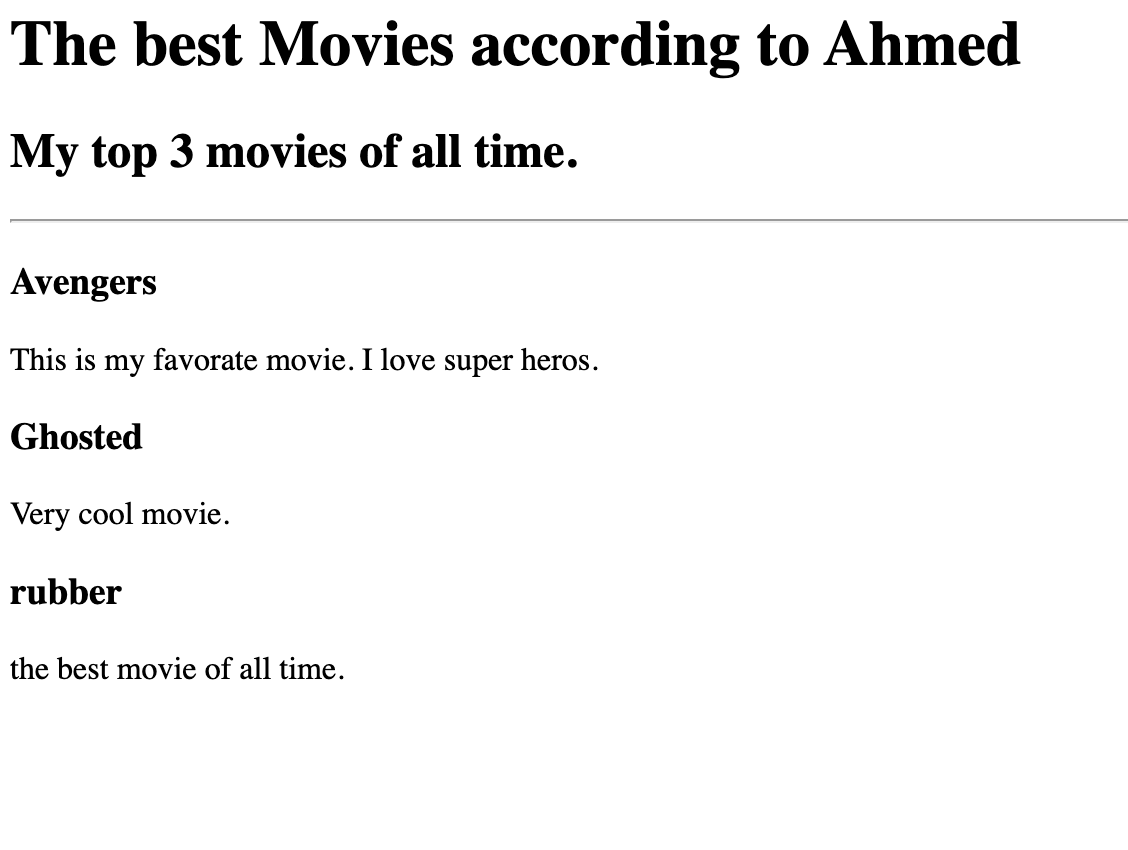 The best Movies according to Ahmed
My top 3 movies of all time.
Avengers
This is my favorate movie. I love super heros.
Ghosted
Very cool movie.
rubber
the best movie of all time.